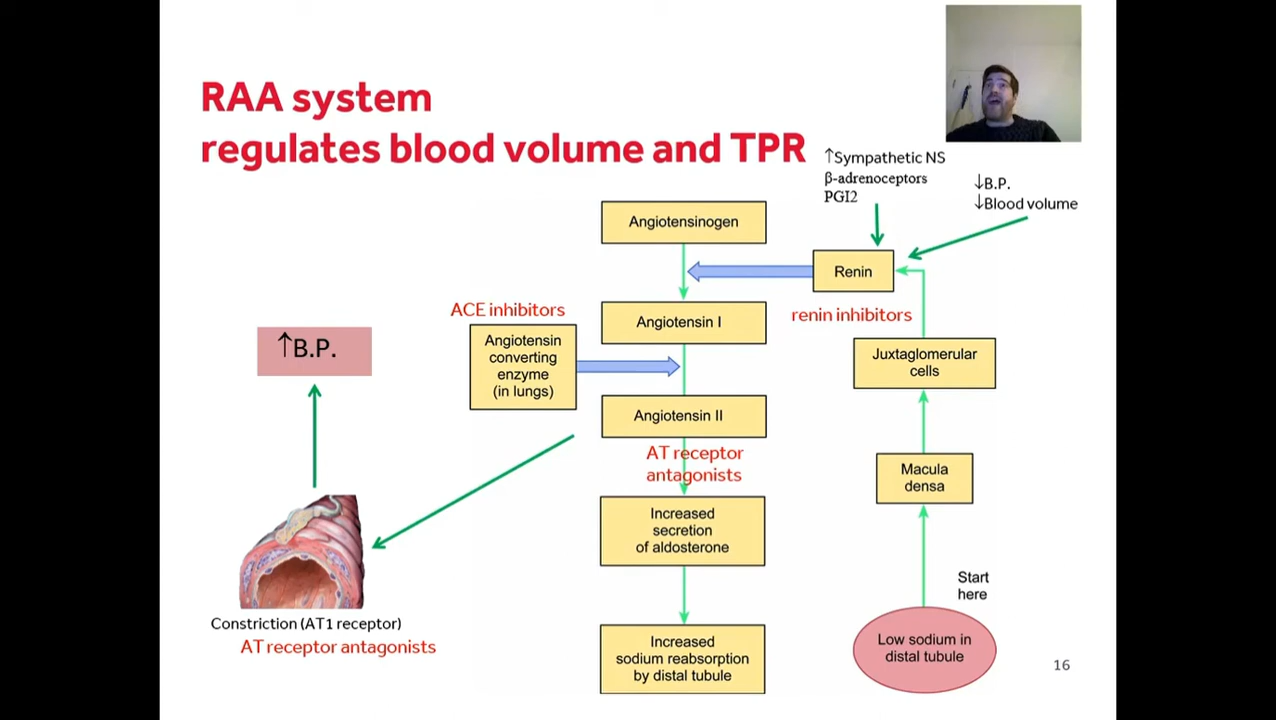 RAA system
regulates blood volume and TPR
↑Sympathetic NS
β-adrenoceptors
PGI2
↓B.P.
↓Blood volume
Angiotensinogen
Renin
ACE inhibitors
Angiotensin I
renin inhibitors
↑B.P.
Angiotensin
converting
enzyme
(in lungs)
Juxtaglomerular
cells
Angiotensin II
AT receptor
antagonists
Macula
densa
Increased
secretion
of aldosterone
Start
here
Constriction (AT1 receptor)
AT receptor antagonists
Increased
sodium reabsorption
by distal tubule
Low sodium in
distal tubule
16